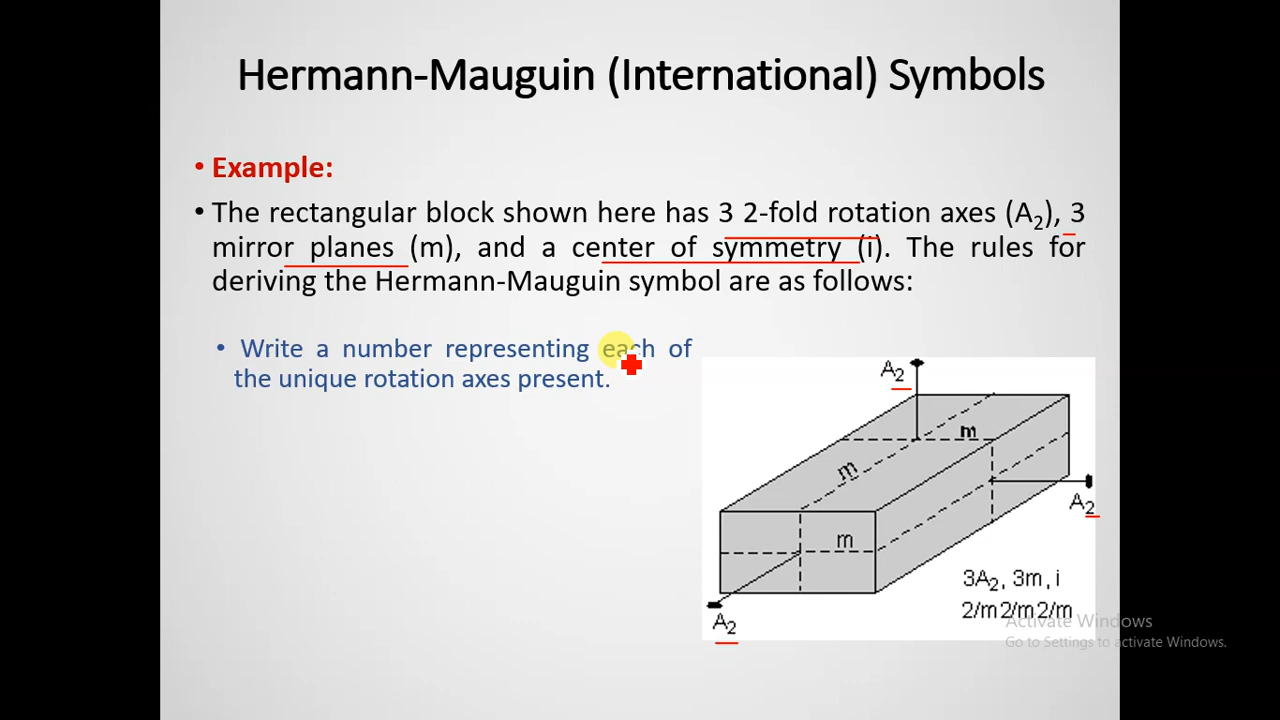 Hermann-Mauguin (International) Symbols
• Example:
• The rectangular block shown here has 3 2-fold rotation axes (A₂), 3
mirror planes (m), and a center of symmetry (i). The rules for
deriving the Hermann-Mauguin symbol are as follows:
• Write a number representing each of
the unique rotation axes present.
A₂
m
m
A₂
m
3A₂, 3m, i
2/m2/m2/m
A₂
Activate Windows
Go to Settings to activate Windows.